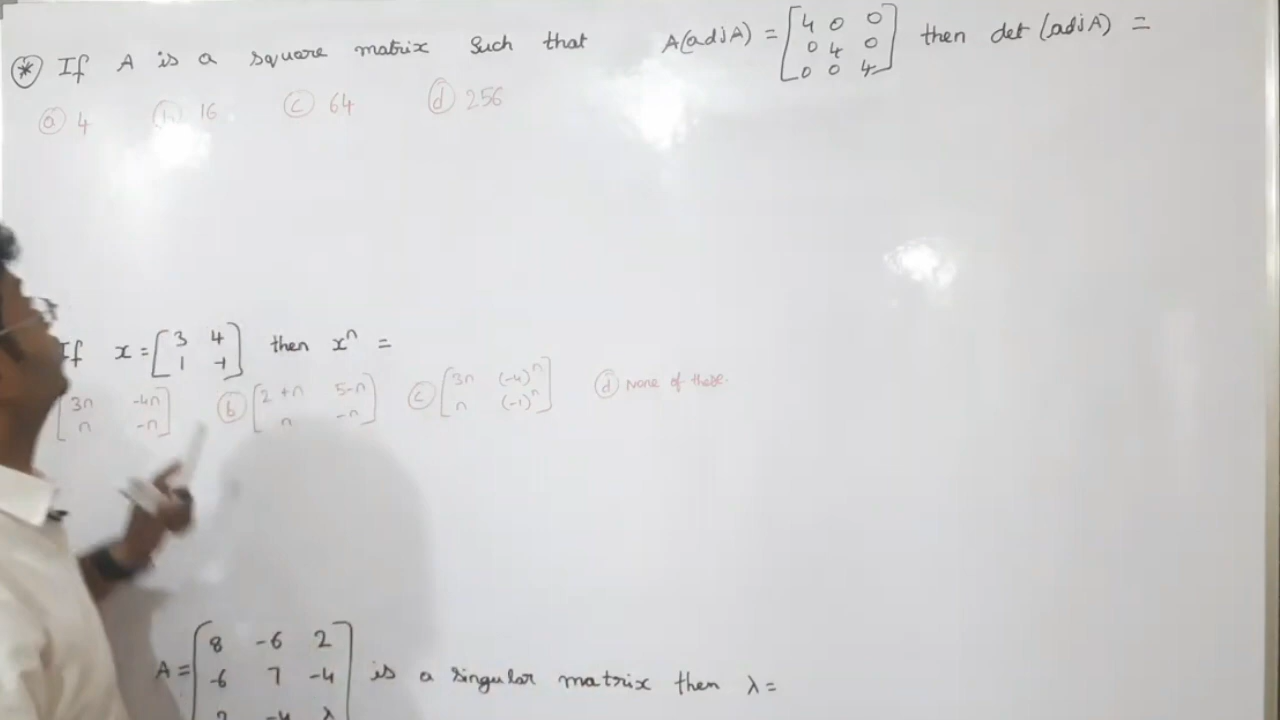 * If A is a square matrix such that A(adjA) = [4 0 0 / 0 4 0 / 0 0 4] then det (adjA) =
(a) 4 (b) 16 (c) 64 (d) 256
If x = [3 4 / 1 -1] then xⁿ =
[3n -4n / n -n] (b) [2+n 5-n / n -n] (c) [3n (-4)ⁿ / n (-1)ⁿ] (d) None of these.
A = [8 -6 2 / -6 7 -4 / 2 -4 λ] is a singular matrix then λ =